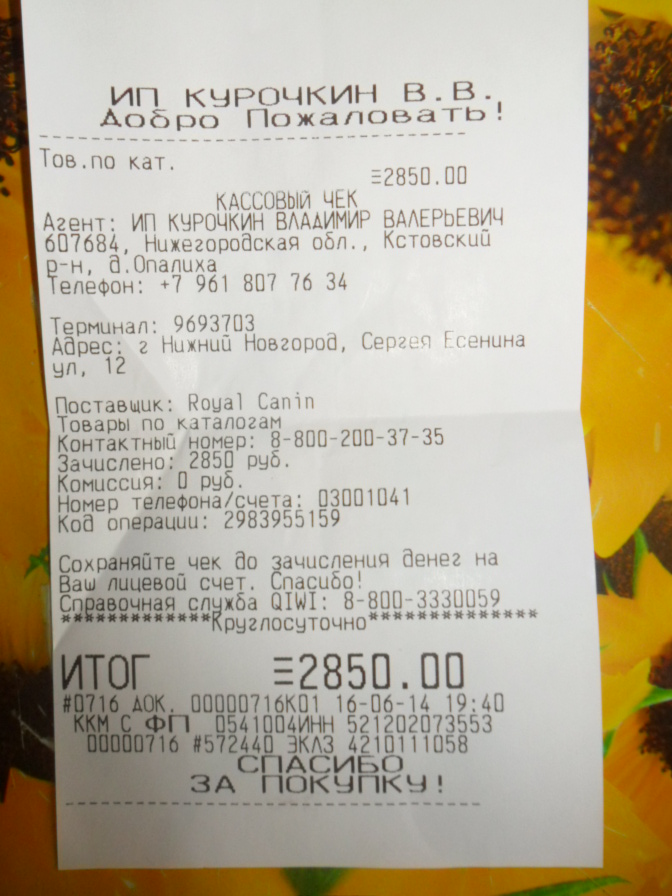 ИП КУРОЧКИН В.В.
Добро Пожаловать!
Тов.по кат.
≡2850.00
КАССОВЫЙ ЧЕК
Агент: ИП КУРОЧКИН ВЛАДИМИР ВАЛЕРЬЕВИЧ
607684, Нижегородская обл., Кстовский
р-н, д.Опалиха
Телефон: +7 961 807 76 34
Терминал: 9693703
Адрес: г Нижний Новгород, Сергея Есенина
ул, 12
Поставщик: Royal Canin
Товары по каталогам
Контактный номер: 8-800-200-37-35
Зачислено: 2850 руб.
Комиссия: 0 руб.
Номер телефона/счета: 03001041
Код операции: 2983955159
Сохраняйте чек до зачисления денег на
Ваш лицевой счет. Спасибо!
Справочная служба QIWI: 8-800-3330059
*************Круглосуточно**************
ИТОГ ≡2850.00
#0716 ДОК. 00000716К01 16-06-14 19:40
ККМ С ФП 0541004ИНН 521202073553
00000716 #572440 ЭКЛЗ 4210111058
СПАСИБО
ЗА ПОКУПКУ!